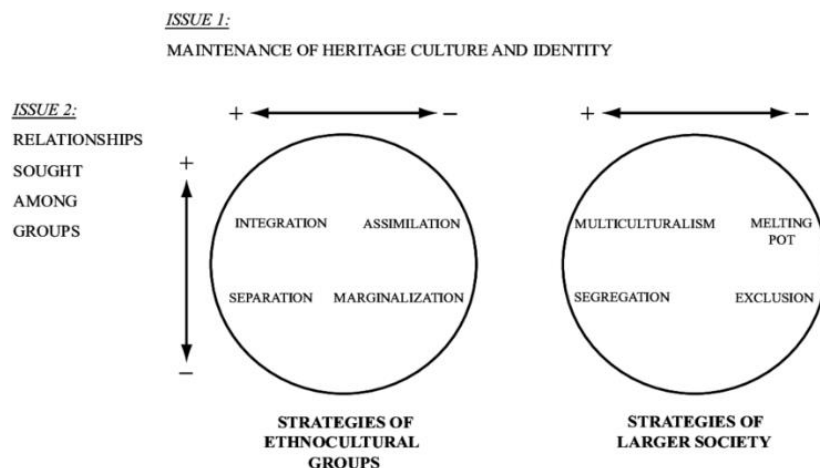 ISSUE 1:
MAINTENANCE OF HERITAGE CULTURE AND IDENTITY
ISSUE 2:
RELATIONSHIPS
SOUGHT
AMONG
GROUPS
+ −
+
−
INTEGRATION ASSIMILATION
SEPARATION MARGINALIZATION
STRATEGIES OF
ETHNOCULTURAL
GROUPS
+ −
MULTICULTURALISM MELTING
POT
SEGREGATION EXCLUSION
STRATEGIES OF
LARGER SOCIETY